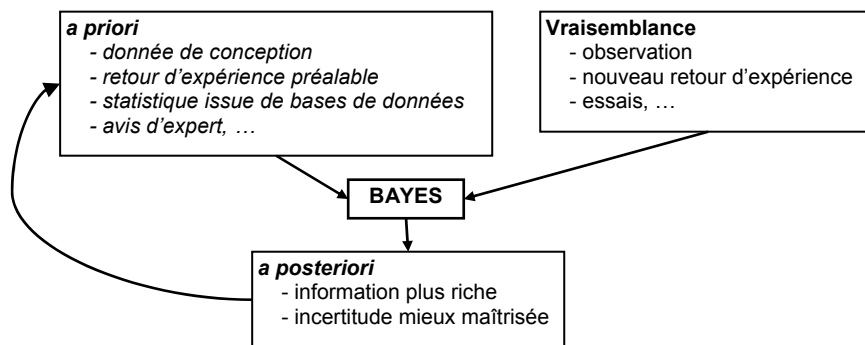 a priori
- donnée de conception
- retour d’expérience préalable
- statistique issue de bases de données
- avis d’expert, …
Vraisemblance
- observation
- nouveau retour d’expérience
- essais, …
BAYES
a posteriori
- information plus riche
- incertitude mieux maîtrisée